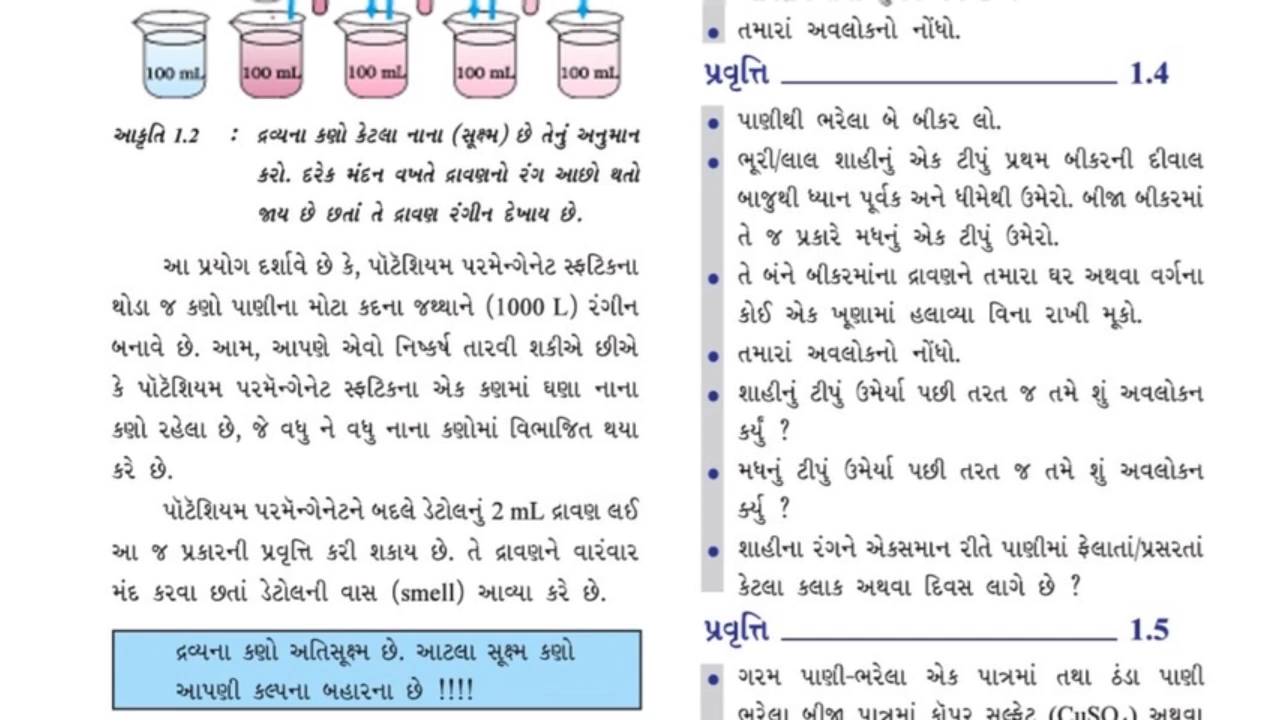 100 mL 100 mL 100 mL 100 mL 100 mL
આકૃતિ 1.2 : દ્રવ્યના કણો કેટલા નાના (સૂક્ષ્મ) છે તેનું અનુમાન
કરો. દરેક મંદન વખતે દ્રાવણનો રંગ આછો થતો
જાય છે છતાં તે દ્રાવણ રંગીન દેખાય છે.
આ પ્રયોગ દર્શાવે છે કે, પૉટૅશિયમ પરમેન્ગેનેટ સ્ફટિકના
થોડા જ કણો પાણીના મોટા કદના જથ્થાને (1000 L) રંગીન
બનાવે છે. આમ, આપણે એવો નિષ્કર્ષ તારવી શકીએ છીએ
કે પૉટૅશિયમ પરમૅન્ગેનેટ સ્ફટિકના એક કણમાં ઘણા નાના
કણો રહેલા છે, જે વધુ ને વધુ નાના કણોમાં વિભાજિત થયા
કરે છે.
પૉટૅશિયમ પરમૅન્ગેનેટને બદલે ડેટોલનું 2 mL દ્રાવણ લઈ
આ જ પ્રકારની પ્રવૃત્તિ કરી શકાય છે. તે દ્રાવણને વારંવાર
મંદ કરવા છતાં ડેટોલની વાસ (smell) આવ્યા કરે છે.
દ્રવ્યના કણો અતિસૂક્ષ્મ છે. આટલા સૂક્ષ્મ કણો
આપણી કલ્પના બહારના છે !!!!
• તમારાં અવલોકનો નોંધો.
પ્રવૃત્તિ 1.4
• પાણીથી ભરેલા બે બીકર લો.
• ભૂરી/લાલ શાહીનું એક ટીપું પ્રથમ બીકરની દીવાલ
બાજુથી ધ્યાન પૂર્વક અને ધીમેથી ઉમેરો. બીજા બીકરમાં
તે જ પ્રકારે મધનું એક ટીપું ઉમેરો.
• તે બંને બીકરમાંના દ્રાવણને તમારા ઘર અથવા વર્ગના
કોઈ એક ખૂણામાં હલાવ્યા વિના રાખી મૂકો.
• તમારાં અવલોકનો નોંધો.
• શાહીનું ટીપું ઉમેર્યા પછી તરત જ તમે શું અવલોકન
કર્યું ?
• મધનું ટીપું ઉમેર્યા પછી તરત જ તમે શું અવલોકન
ર્ક્યુ ?
• શાહીના રંગને એકસમાન રીતે પાણીમાં ફેલાતાં/પ્રસરતાં
કેટલા કલાક અથવા દિવસ લાગે છે ?
પ્રવૃત્તિ 1.5
• ગરમ પાણી-ભરેલા એક પાત્રમાં તથા ઠંડા પાણી
ભરેલા બીજા પાત્રમાં કૉપર સલ્ફેટ (CuSO₄) અથવા